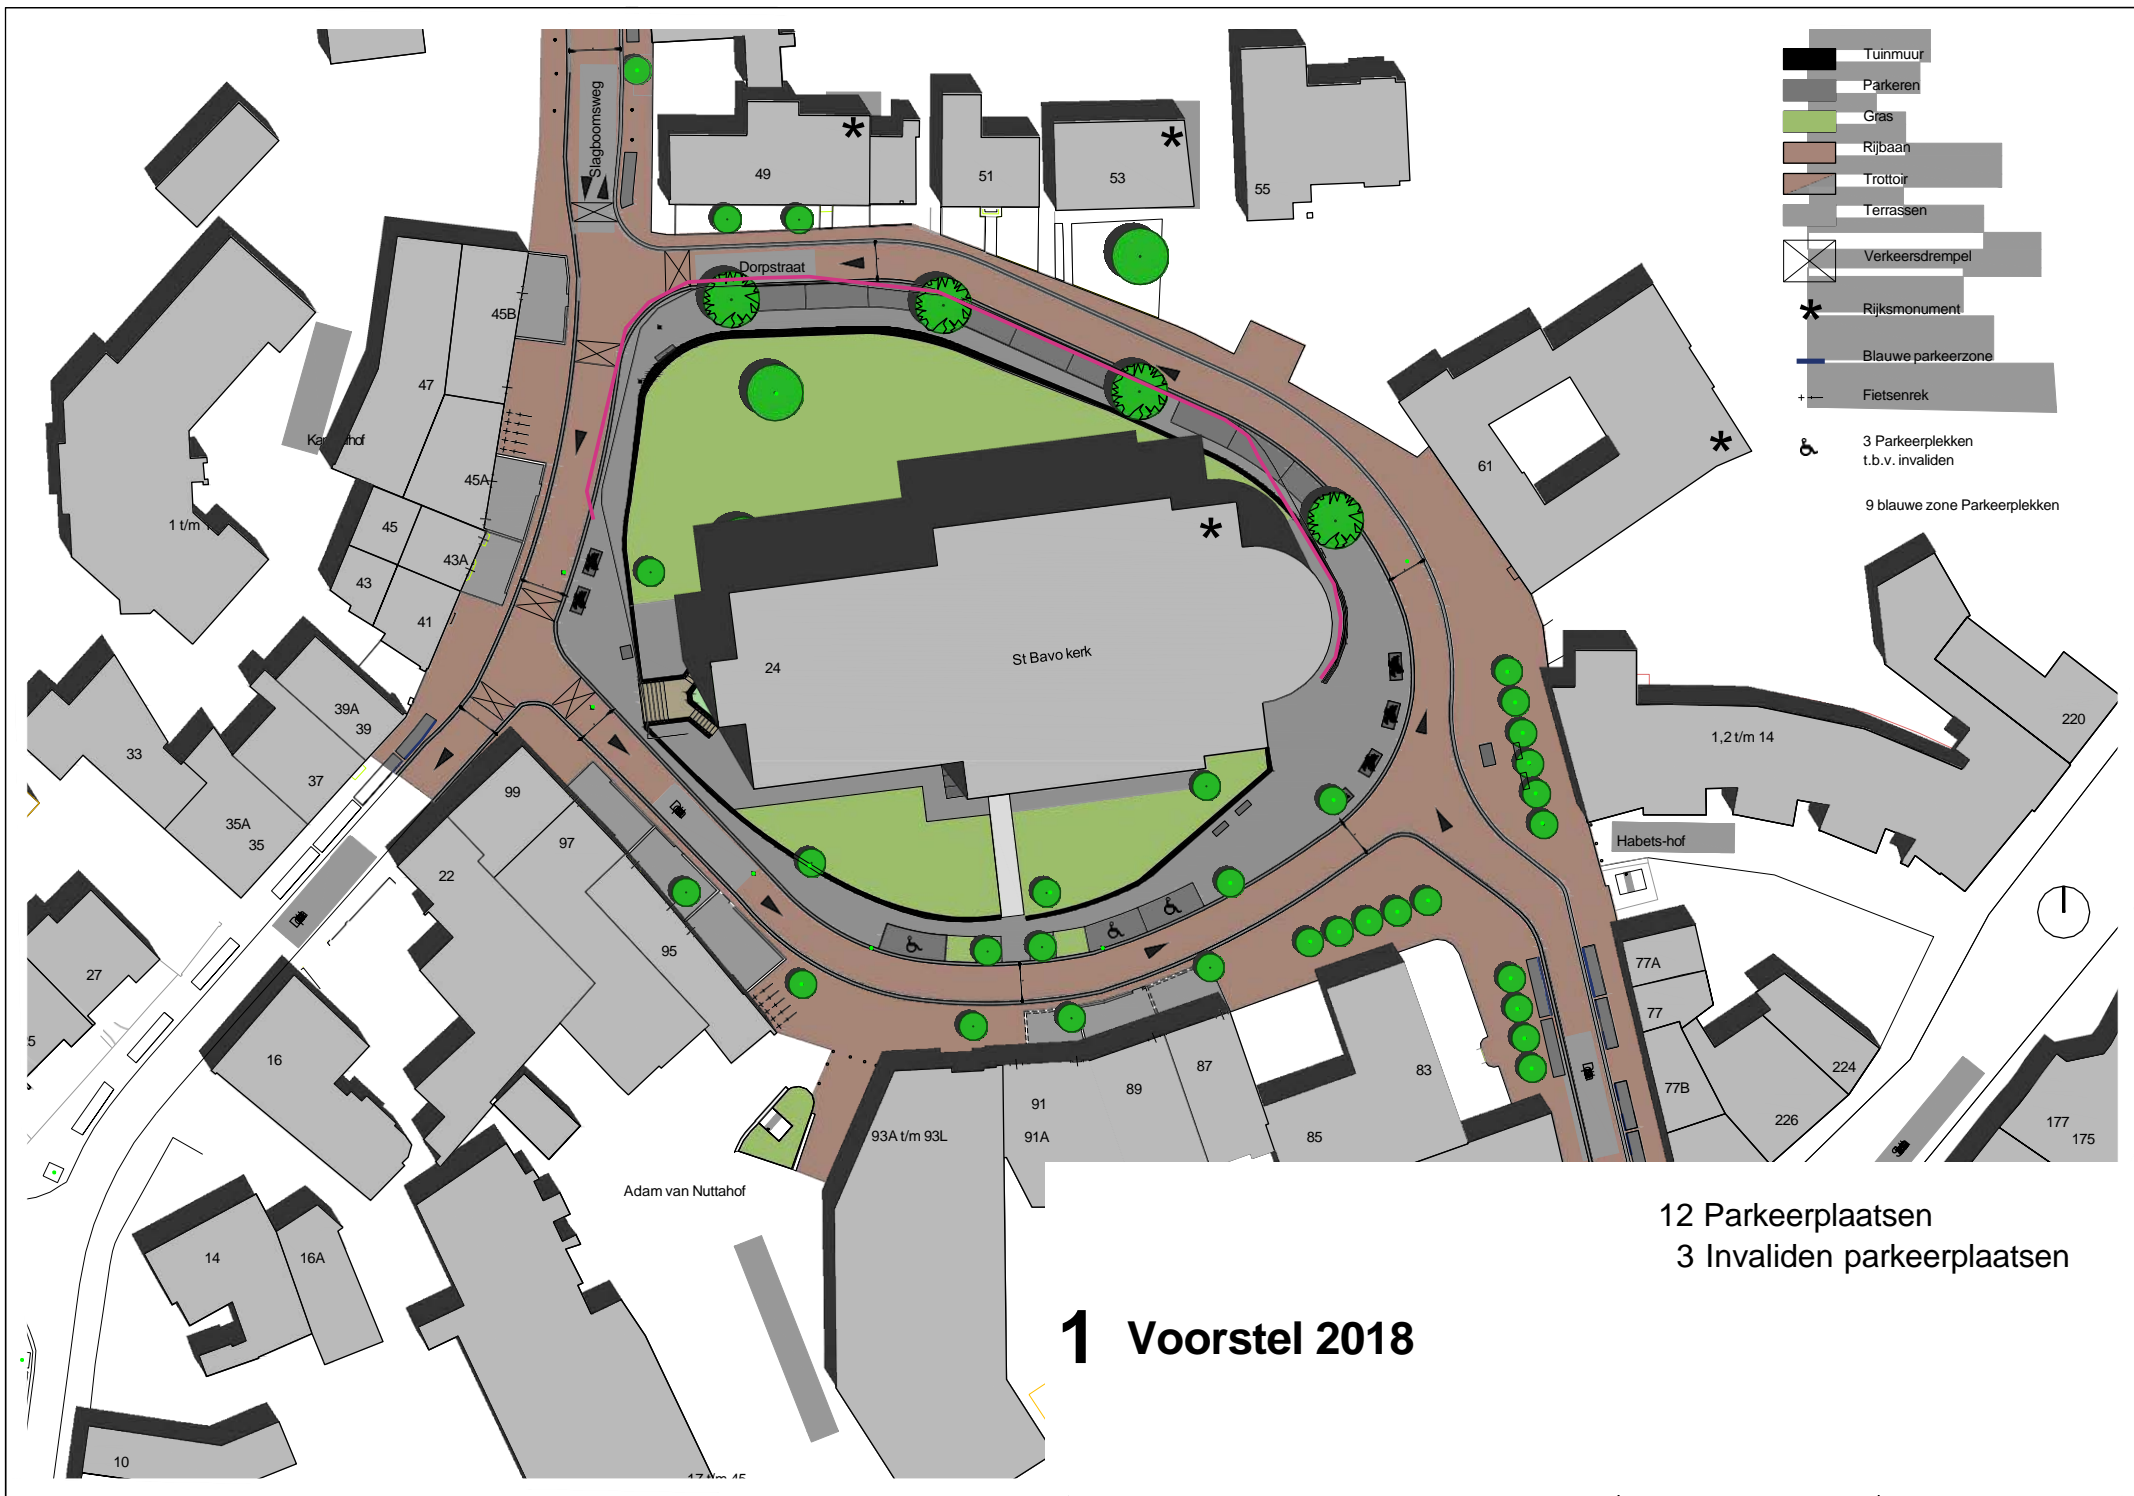 Slagboomsweg
Tuinmuur
Parkeren
Gras
Rijbaan
Trottoir
Terrassen
Verkeersdrempel
Rijksmonument
Blauwe parkeerzone
Fietsenrek
3 Parkeerplekken
t.b.v. invaliden
9 blauwe zone Parkeerplekken
49
51
53
55
Dorpstraat
45B
47
45A
45
43A
43
41
1 t/m
61
St Bavo kerk
24
39A
39
33
37
35A
35
99
97
22
95
27
16
14
16A
10
1,2 t/m 14
220
Habets-hof
77A
77
77B
224
226
177
175
87
89
91
91A
83
85
93A t/m 93L
Adam van Nuttahof
12 Parkeerplaatsen
3 Invaliden parkeerplaatsen
1 Voorstel 2018